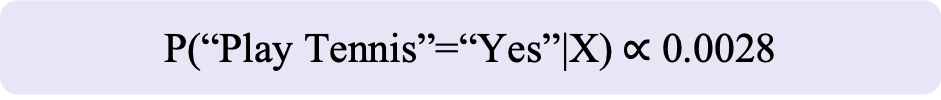 P(“Play Tennis”=“Yes”|X) ∝ 0.0028